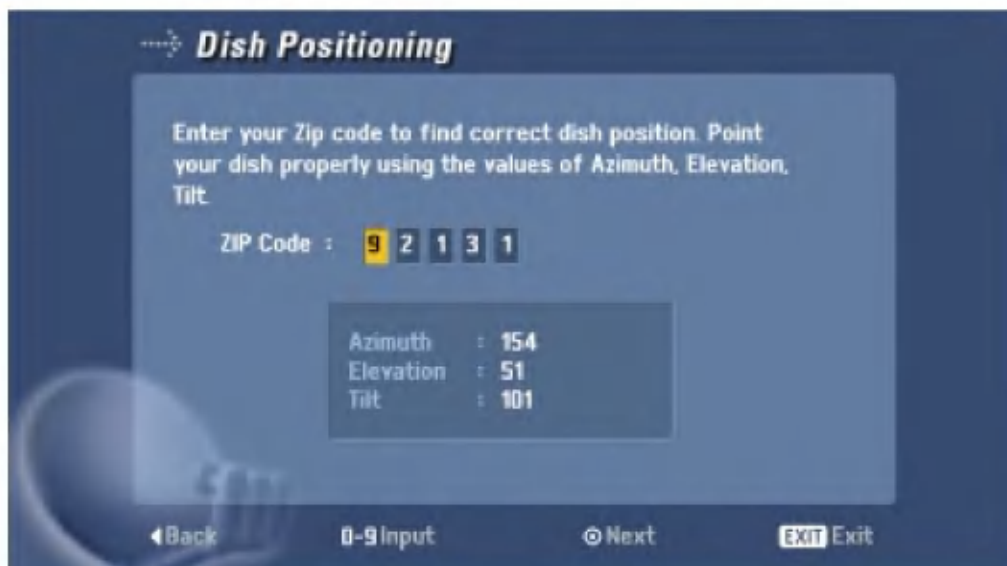 Dish Positioning
Enter your Zip code to find correct dish position. Point
your dish properly using the values of Azimuth, Elevation,
Tilt
ZIP Code : 9 2 1 3 1
Azimuth : 154
Elevation : 51
Tilt : 101
Back 0-9 Input Next EXIT Exit